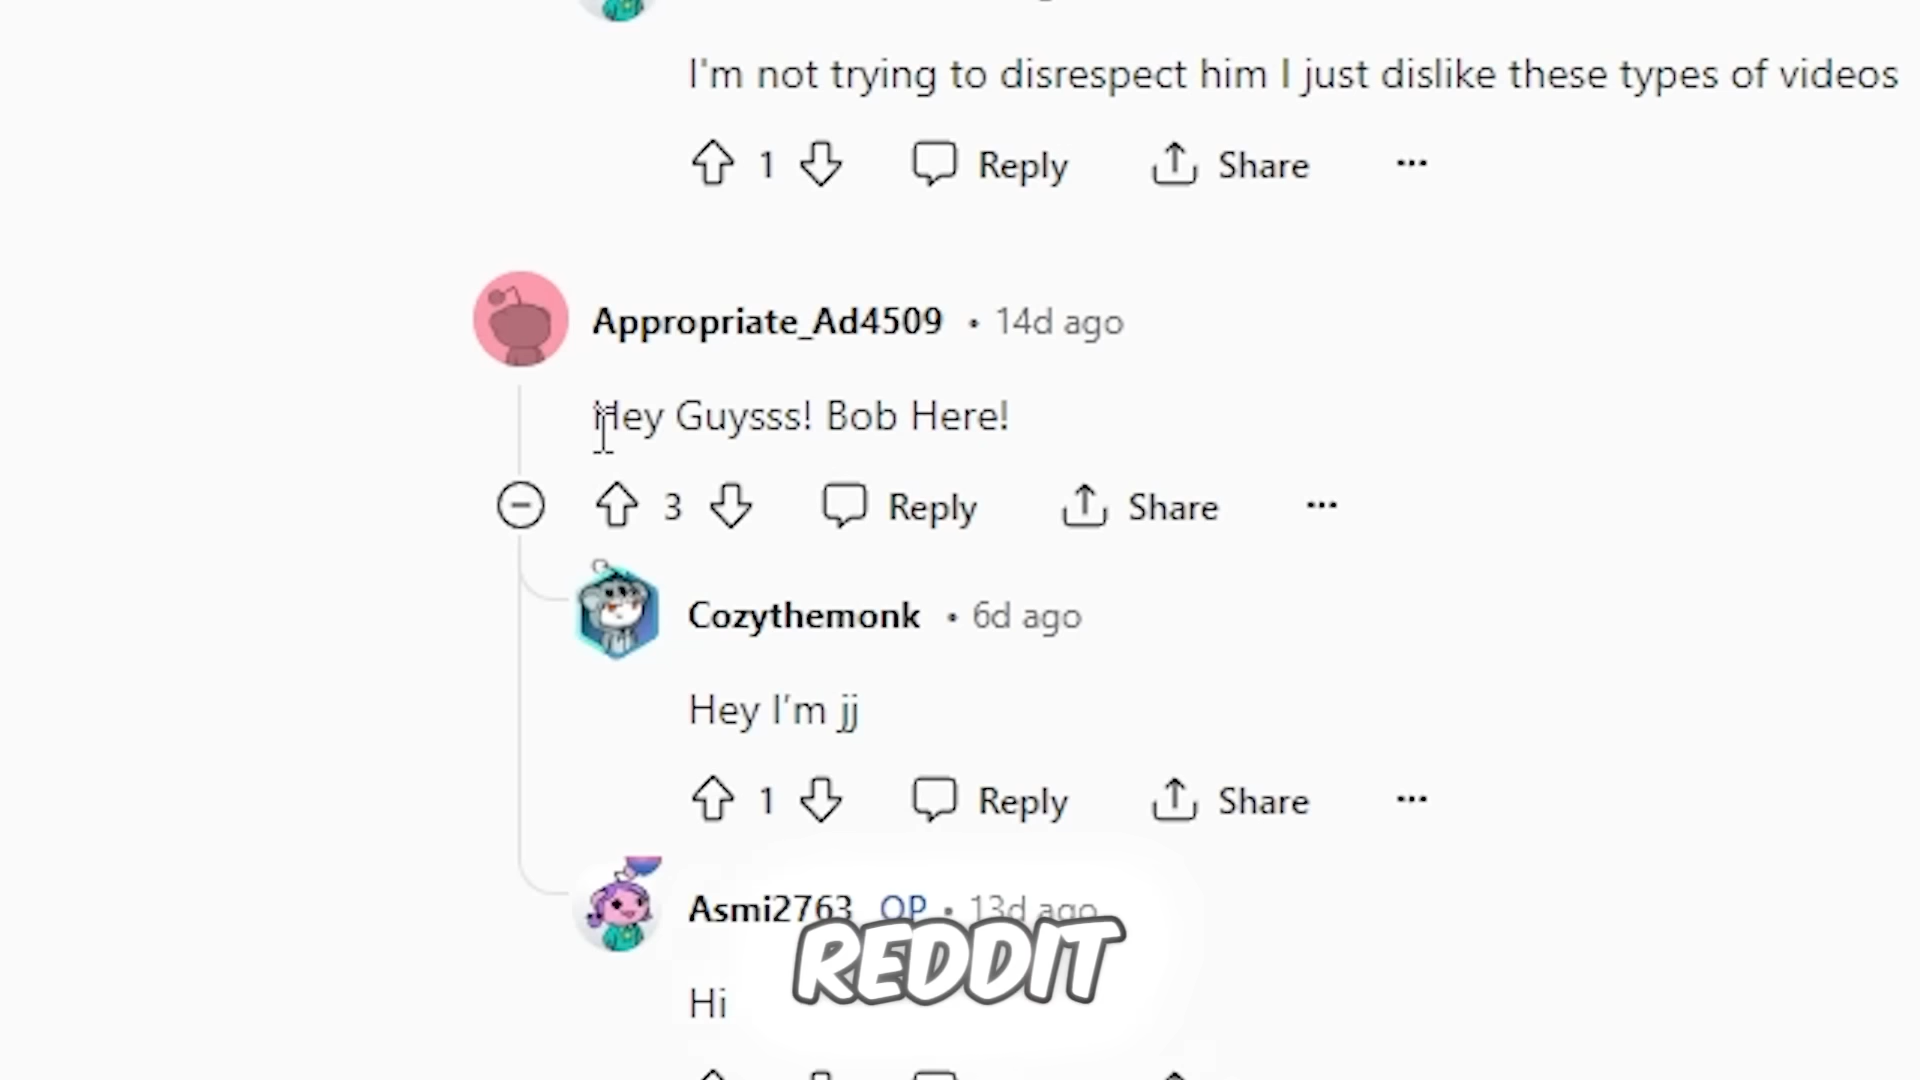 I'm not trying to disrespect him I just dislike these types of videos
1 Reply Share ...
Appropriate_Ad4509 • 14d ago
Hey Guysss! Bob Here!
3 Reply Share ...
Cozythemonk • 6d ago
Hey I'm jj
1 Reply Share ...
Asmi2763 OP • 13d ago
REDDIT
Hi